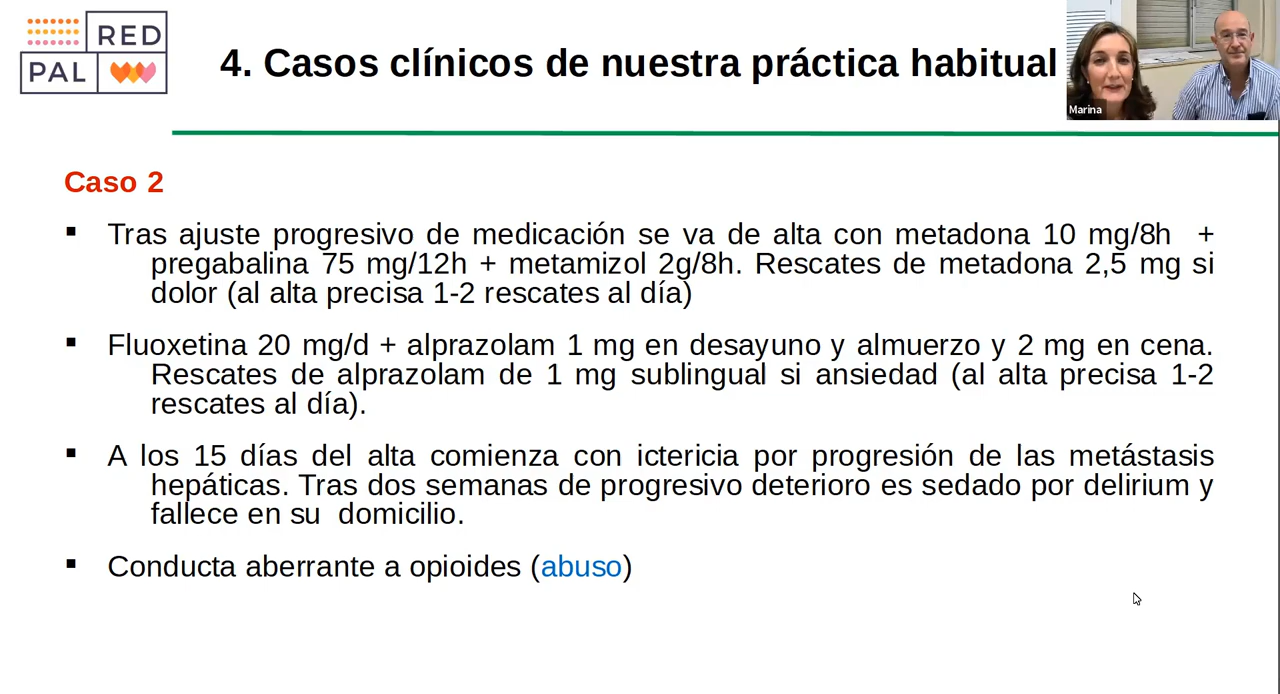 RED
PAL
4. Casos clínicos de nuestra práctica habitual
Marina
Caso 2
▪ Tras ajuste progresivo de medicación se va de alta con metadona 10 mg/8h +
pregabalina 75 mg/12h + metamizol 2g/8h. Rescates de metadona 2,5 mg si
dolor (al alta precisa 1-2 rescates al día)
▪ Fluoxetina 20 mg/d + alprazolam 1 mg en desayuno y almuerzo y 2 mg en cena.
Rescates de alprazolam de 1 mg sublingual si ansiedad (al alta precisa 1-2
rescates al día).
▪ A los 15 días del alta comienza con ictericia por progresión de las metástasis
hepáticas. Tras dos semanas de progresivo deterioro es sedado por delirium y
fallece en su domicilio.
▪ Conducta aberrante a opioides (abuso)